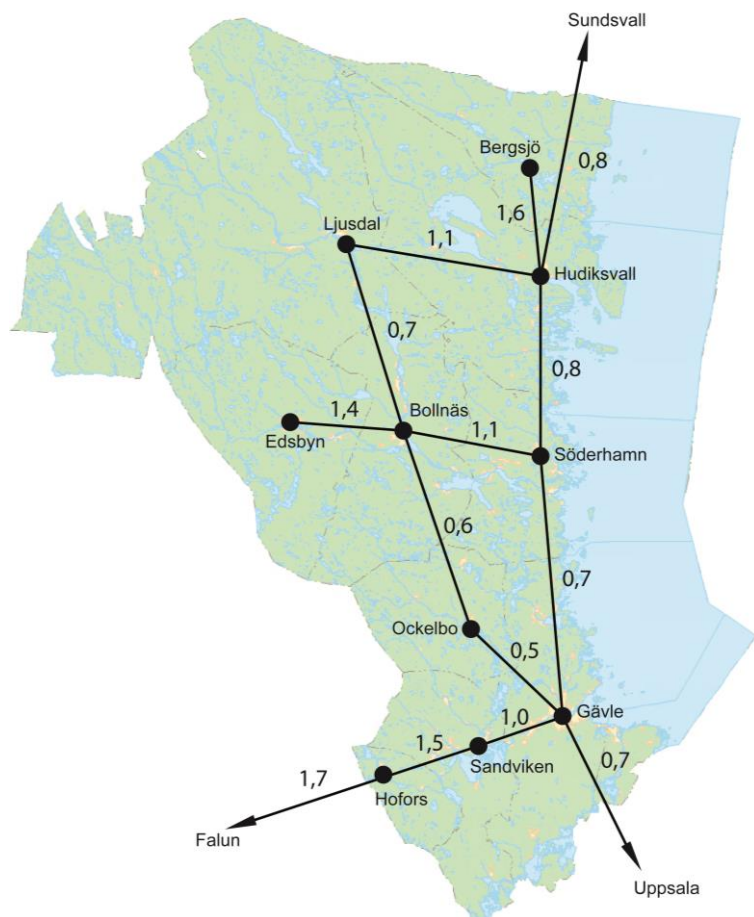 Sundsvall
Bergsjö
0,8
1,6
Ljusdal
1,1
Hudiksvall
0,7
0,8
1,4
Bollnäs
Edsbyn
1,1
Söderhamn
0,6
0,7
Ockelbo
0,5
Gävle
1,0
1,5
0,7
Sandviken
1,7
Hofors
Falun
Uppsala